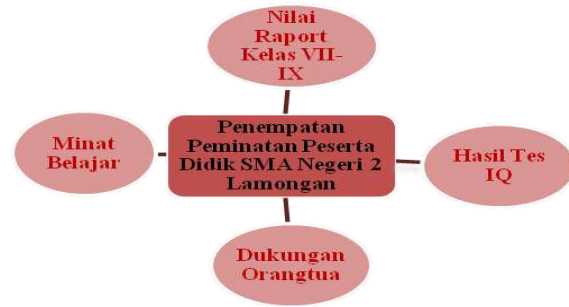 Nilai
Raport
Kelas VII-
IX
Minat
Belajar
Penempatan
Peminatan Peserta
Didik SMA Negeri 2
Lamongan
Hasil Tes
IQ
Dukungan
Orangtua